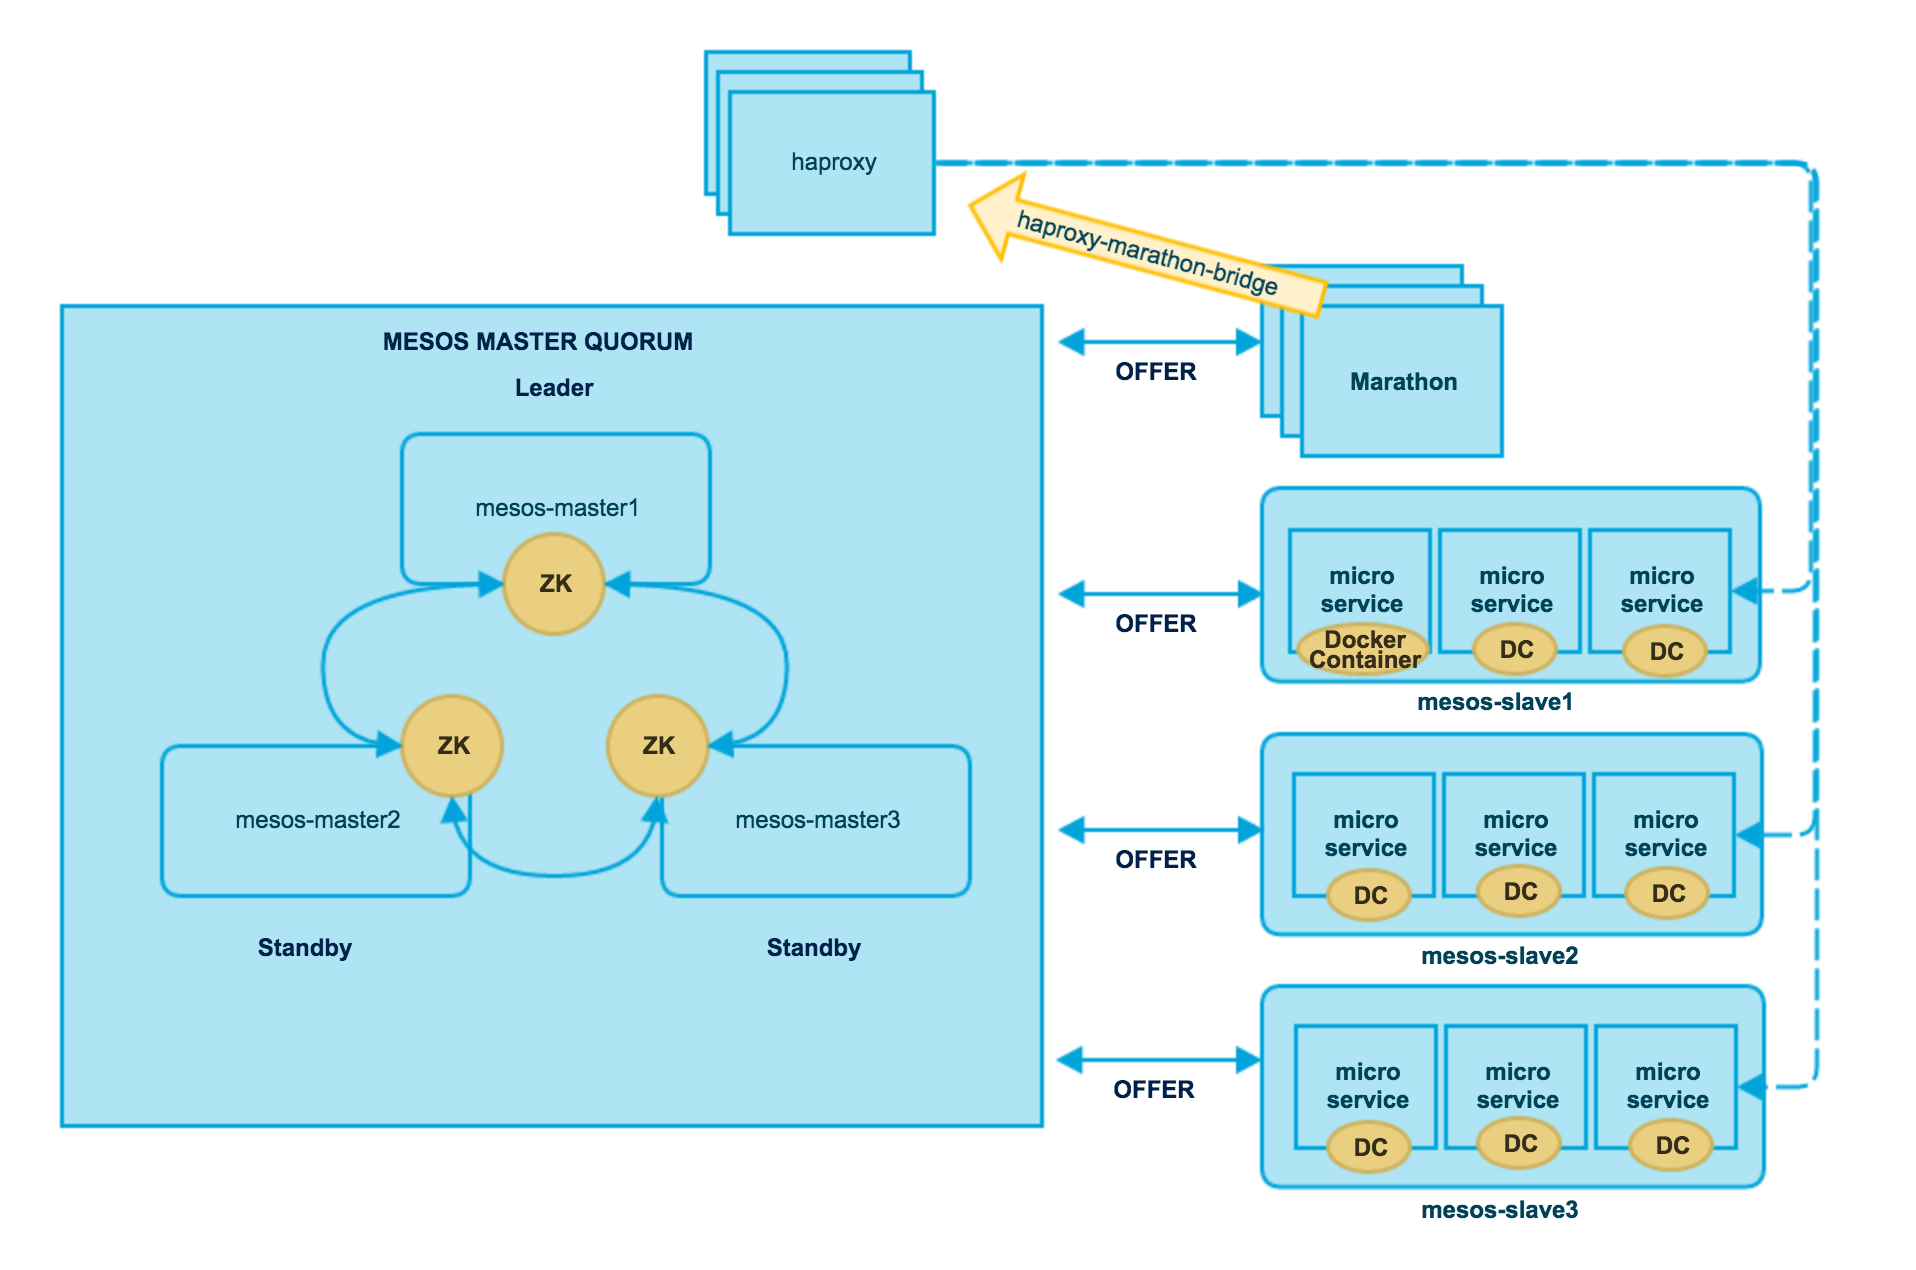 haproxy
haproxy-marathon-bridge
MESOS MASTER QUORUM
Leader
OFFER
Marathon
mesos-master1
ZK
micro
service
Docker
Container
micro
service
DC
micro
service
DC
OFFER
mesos-slave1
ZK
ZK
mesos-master2
mesos-master3
Standby
Standby
OFFER
micro
service
DC
micro
service
DC
micro
service
DC
mesos-slave2
OFFER
micro
service
DC
micro
service
DC
micro
service
DC
mesos-slave3